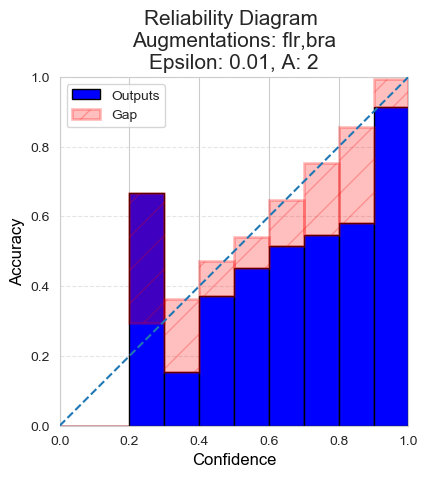 Reliability Diagram
Augmentations: flr,bra
Epsilon: 0.01, A: 2
1.0
Outputs
Gap
0.8
0.6
0.4
0.2
0.0
Accuracy
0.0 0.2 0.4 0.6 0.8 1.0
Confidence